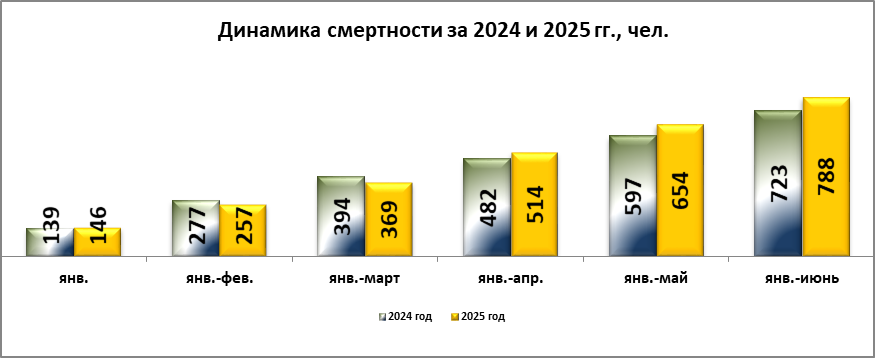 Динамика смертности за 2024 и 2025 гг., чел.
139 146 277 257 394 369 482 514 597 654 723 788
янв. янв.-фев. янв.-март янв.-апр. янв.-май янв.-июнь
2024 год 2025 год